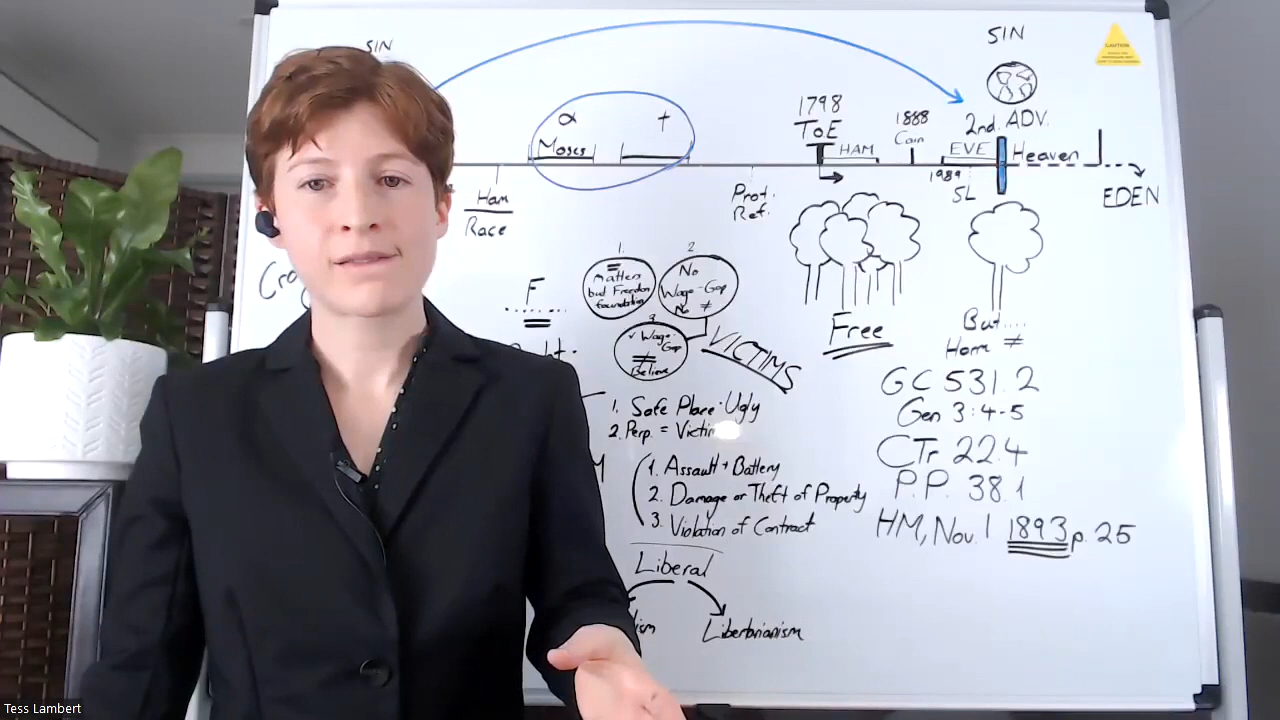 SIN
SIN
CAUTION
α
†
Moses
1798
ToE
HAM
1888
Cain
2nd. ADV.
EVE
Heaven
1989
SL
EDEN
Ham
Race
Prot.
Ref.
F
1.
Matters
but Freedom
foundation
2
No
Wage-Gap
No ≠
3
✓ Wage-
Gap
≠
Believe
VICTIMS
Free
But....
Horn ≠
GC 531.2
Gen 3:4-5
CTr 22.4
P.P. 38.1
HM, Nov. 1 1893 p. 25
1. Safe Place · Ugly
2. Perp. = Victim
1. Assault + Battery
2. Damage or Theft of Property
3. Violation of Contract
Liberal
Libertarianism
Tess Lambert